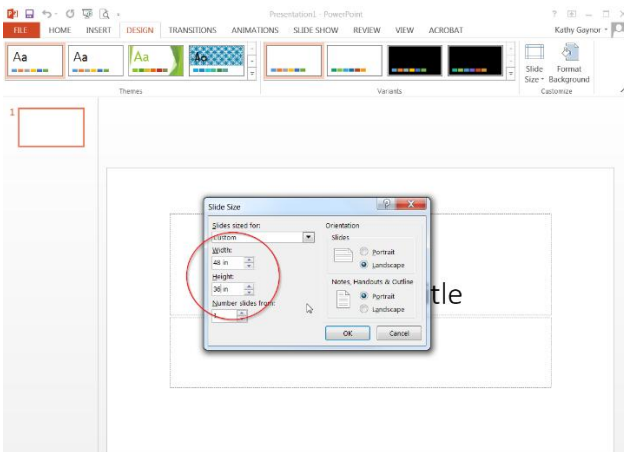 Presentation1 - PowerPoint
FILE HOME INSERT DESIGN TRANSITIONS ANIMATIONS SLIDE SHOW REVIEW VIEW ACROBAT Kathy Gaynor
Aa Aa Aa Aa
Slide Size Format Background
Themes Variants Customize
1
Slide Size
Slides sized for:
Custom
Width:
48 in
Height:
36 in
Number slides from:
1
Orientation
Slides
Portrait
Landscape
Notes, Handouts & Outline
Portrait
Landscape
OK Cancel
tle